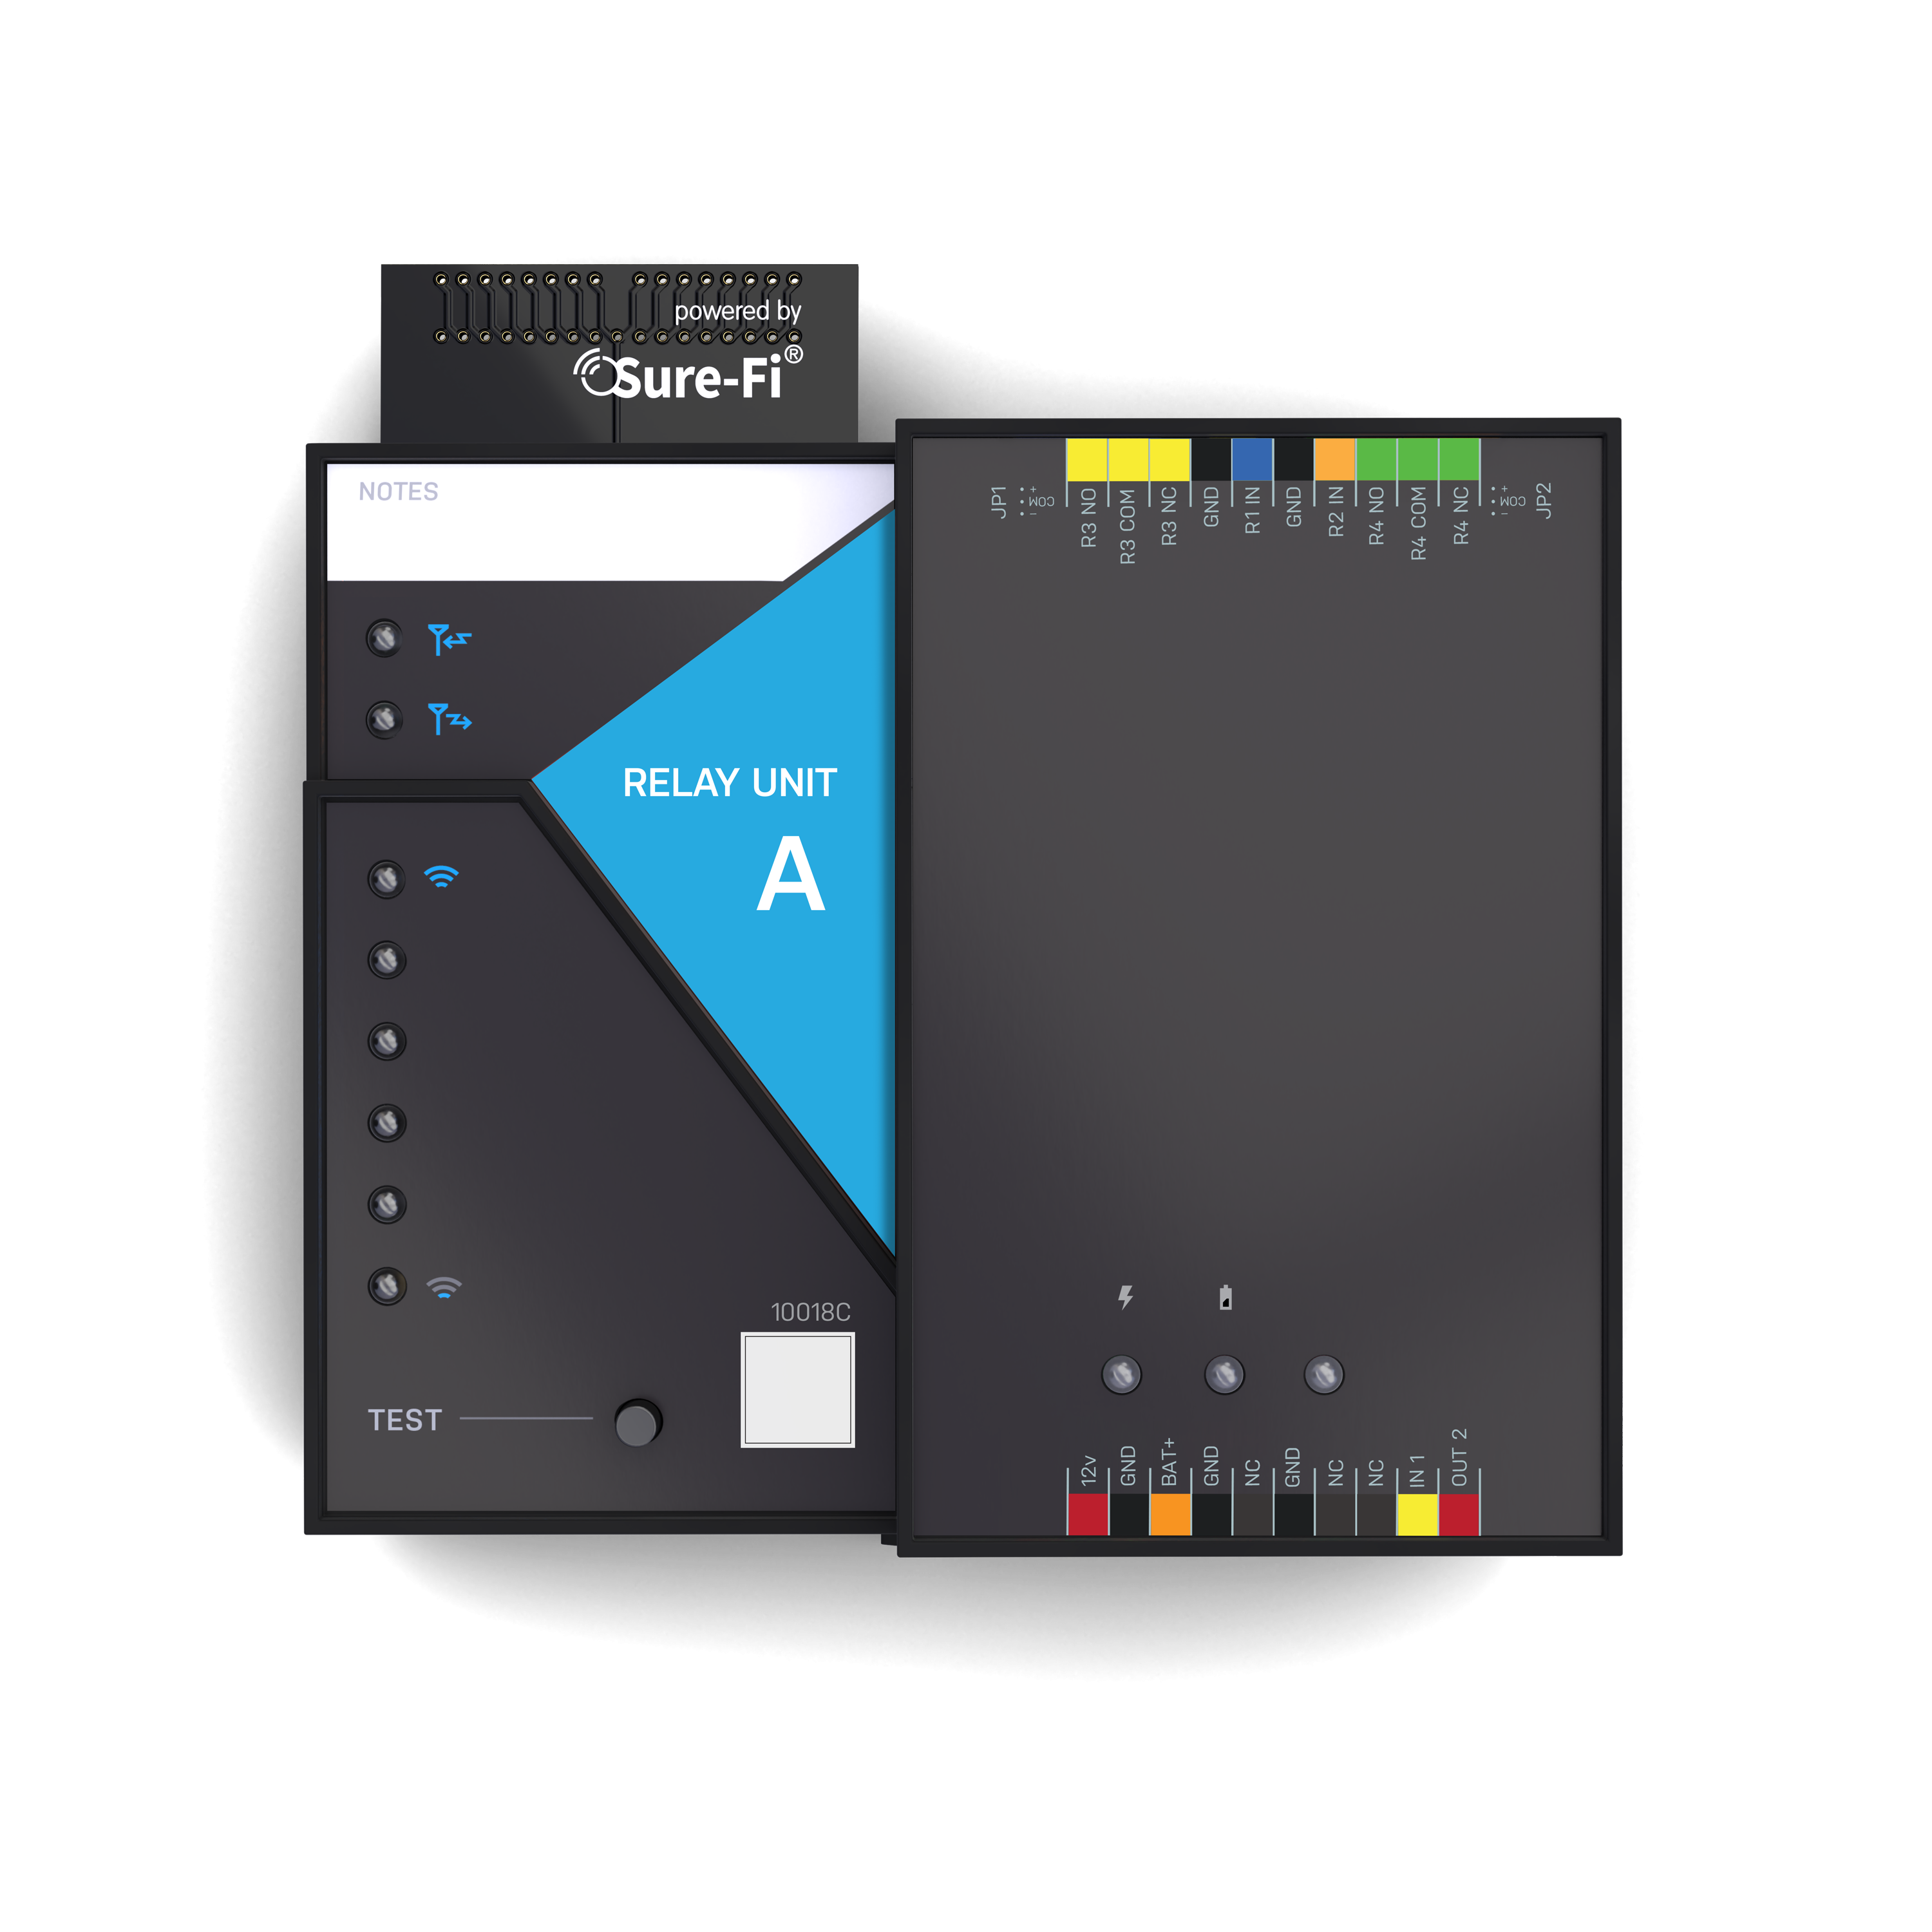 powered by
Sure-Fi®
NOTES
RELAY UNIT
A
10018C
TEST
JP1
+
COM
–
R3 NO
R3 COM
R3 NC
GND
R1 IN
GND
R2 IN
R4 NO
R4 COM
R4 NC
+
COM
–
JP2
12v
GND
BAT+
GND
NC
GND
NC
NC
IN 1
OUT 2